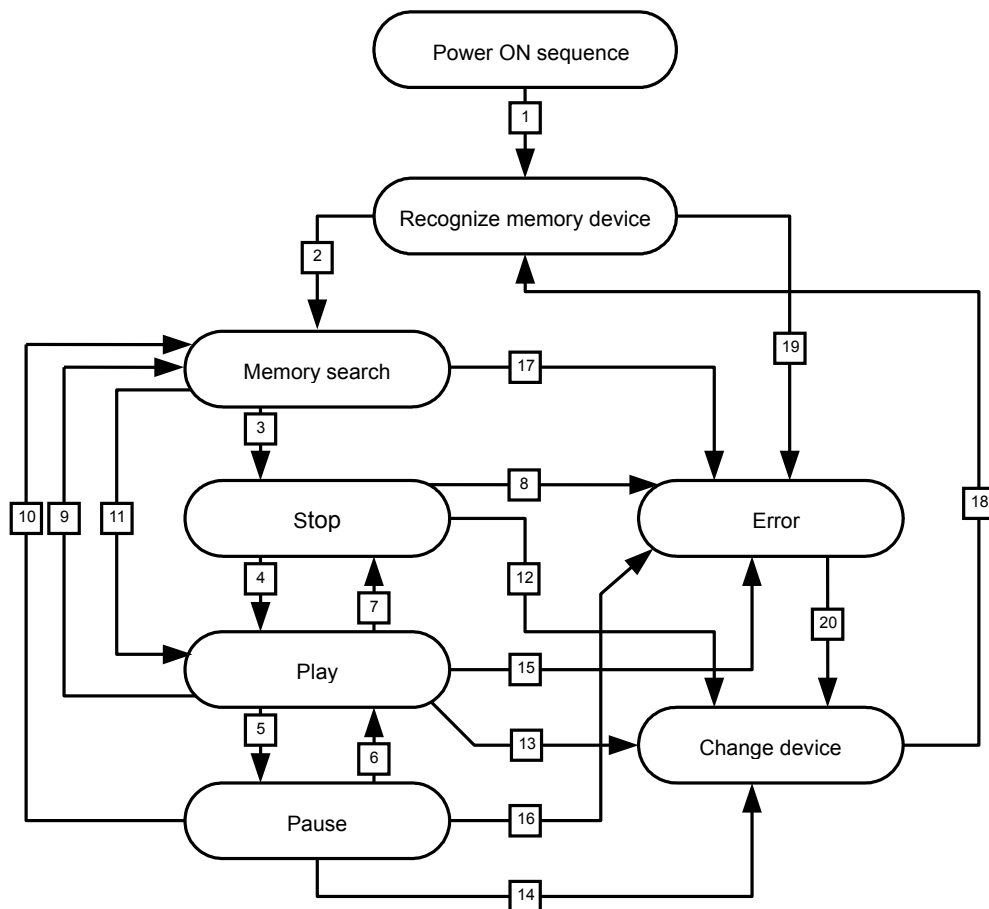 Power ON sequence
1
Recognize memory device
2
19
Memory search
17
3
10
9
11
Stop
8
Error
18
12
4
7
20
Play
15
5
6
13
Change device
Pause
16
14